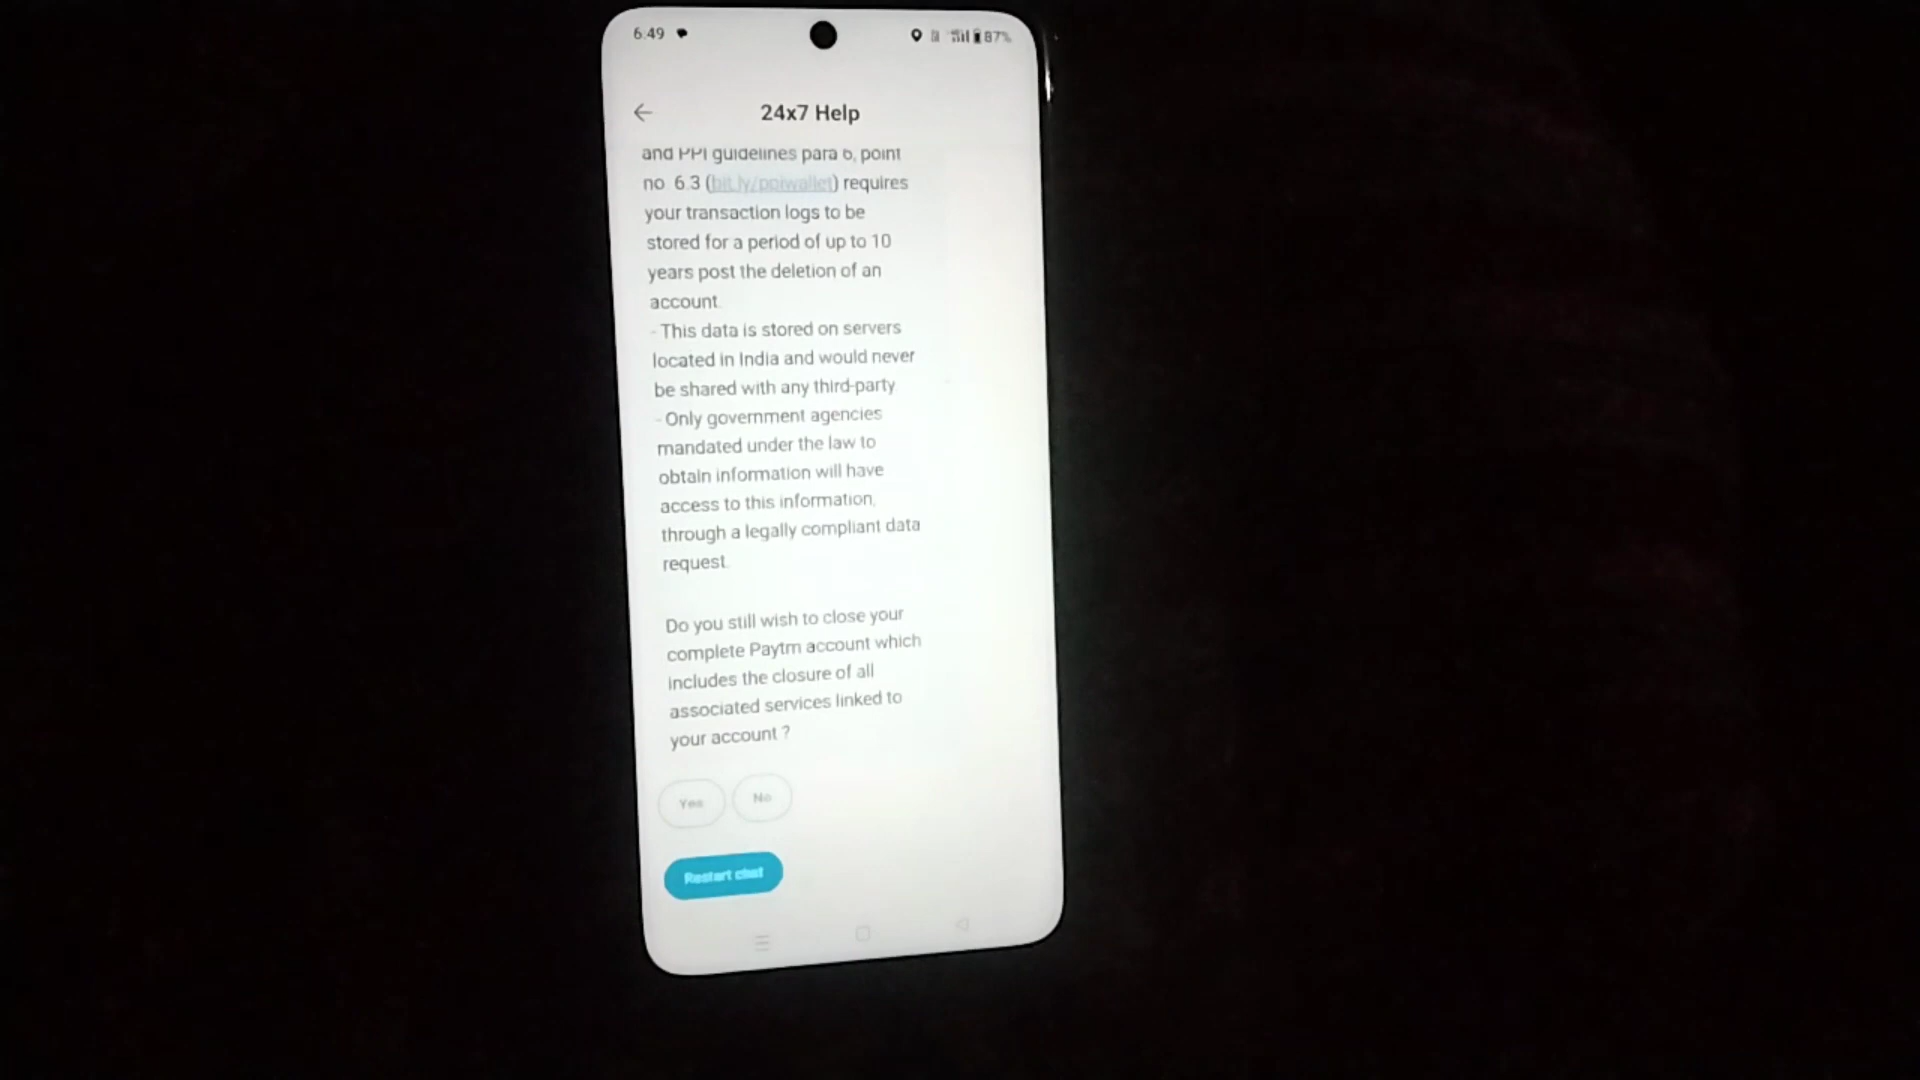 6:49
87%
24x7 Help
and PPI guidelines para 6, point
no 6.3 (bit.ly/ppiwallet) requires
your transaction logs to be
stored for a period of up to 10
years post the deletion of an
account.
- This data is stored on servers
located in India and would never
be shared with any third-party
- Only government agencies
mandated under the law to
obtain information will have
access to this information,
through a legally compliant data
request.
Do you still wish to close your
complete Paytm account which
includes the closure of all
associated services linked to
your account ?
Yes No
Restart chat